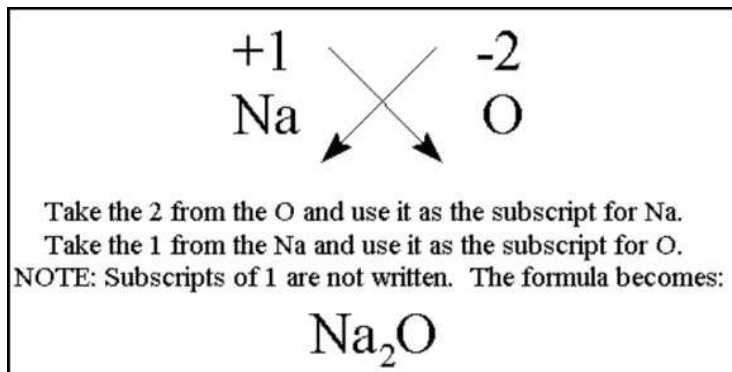 +1 -2
Na O
Take the 2 from the O and use it as the subscript for Na.
Take the 1 from the Na and use it as the subscript for O.
NOTE: Subscripts of 1 are not written. The formula becomes:
Na₂O